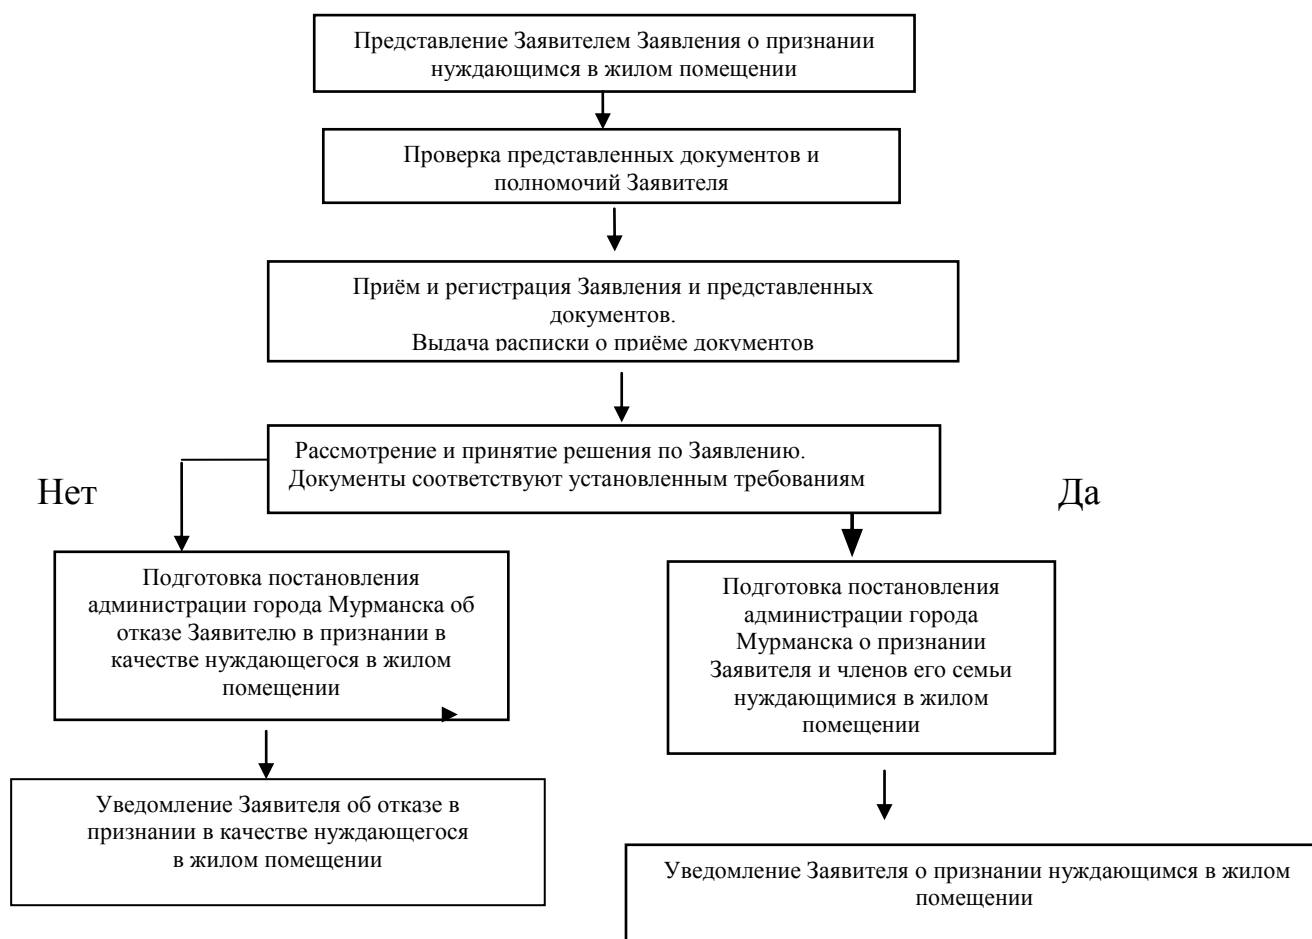 Представление Заявителем Заявления о признании
нуждающимся в жилом помещении
Проверка представленных документов и
полномочий Заявителя
Приём и регистрация Заявления и представленных
документов.
Выдача расписки о приёме документов
Рассмотрение и принятие решения по Заявлению.
Документы соответствуют установленным требованиям
Нет
Да
Подготовка постановления
администрации города Мурманска об
отказе Заявителю в признании в
качестве нуждающегося в жилом
помещении
Подготовка постановления
администрации города
Мурманска о признании
Заявителя и членов его семьи
нуждающимися в жилом
помещении
Уведомление Заявителя об отказе в
признании в качестве нуждающегося
в жилом помещении
Уведомление Заявителя о признании нуждающимся в жилом
помещении